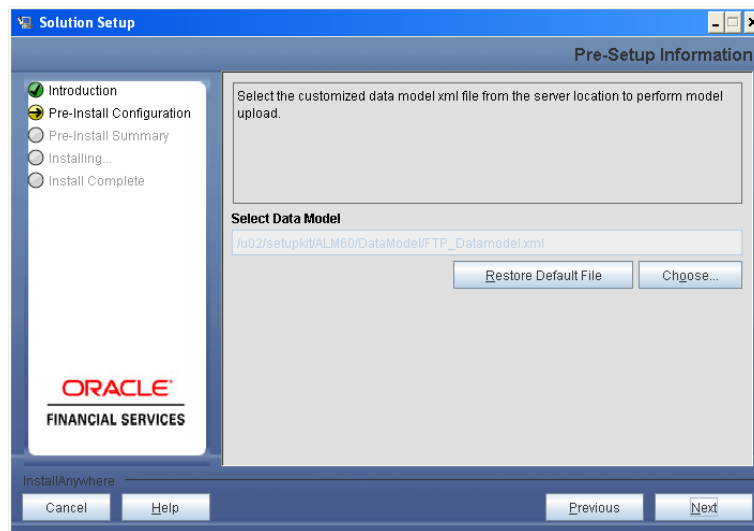 Solution Setup
Pre-Setup Information
Introduction
Pre-Install Configuration
Pre-Install Summary
Installing...
Install Complete
ORACLE
FINANCIAL SERVICES
Select the customized data model xml file from the server location to perform model
upload.
Select Data Model
/u02/setupkit/ALM60/DataModel/FTP_Datamodel.xml
Restore Default File
Choose...
InstallAnywhere
Cancel
Help
Previous
Next